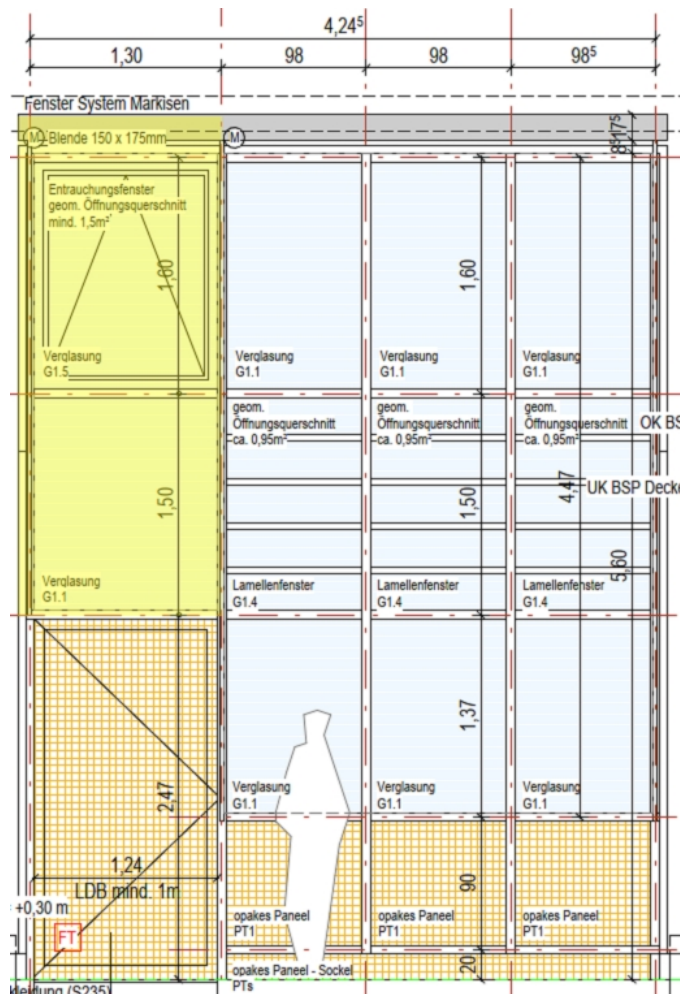 4,24⁵
1,30
98
98
98⁵
Fenster System Markisen
M
Blende 150 x 175mm
M
17⁵
8⁵
Entrauchungsfenster
geom. Öffnungsquerschnitt
mind. 1,5m²
1,60
1,60
Verglasung
G1.5
Verglasung
G1.1
Verglasung
G1.1
Verglasung
G1.1
geom.
Öffnungsquerschnitt
ca. 0,95m²
geom.
Öffnungsquerschnitt
ca. 0,95m²
geom.
Öffnungsquerschnitt
ca. 0,95m²
OK BS
4,47
UK BSP Decke
1,50
1,50
5,60
Verglasung
G1.1
Lamellenfenster
G1.4
Lamellenfenster
G1.4
Lamellenfenster
G1.4
1,37
2,47
Verglasung
G1.1
Verglasung
G1.1
Verglasung
G1.1
1,24
LDB mind. 1m
90
+0,30 m
opakes Paneel
PT1
opakes Paneel
PT1
opakes Paneel
PT1
FT
20
opakes Paneel - Sockel
PTs
kleidung (S235)